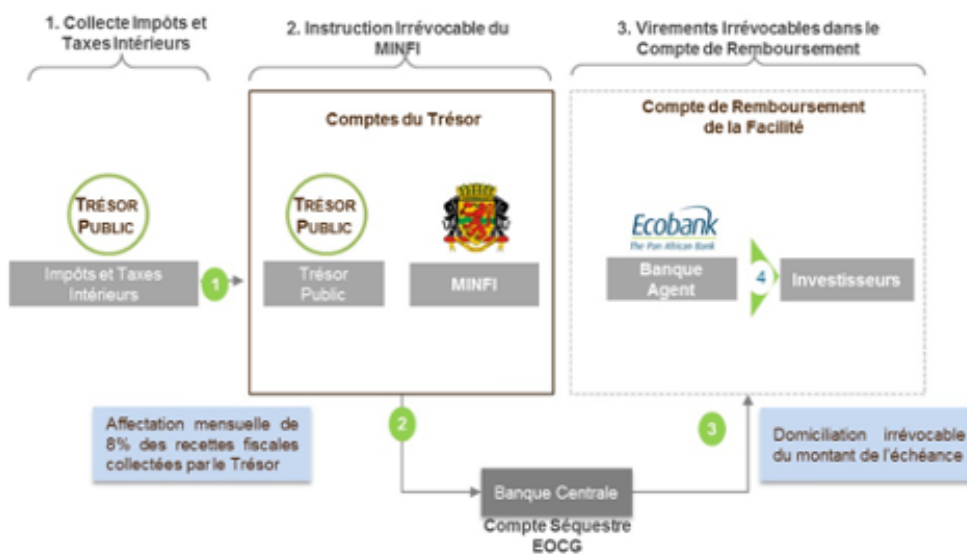 1. Collecte Impôts et
Taxes Intérieurs
2. Instruction Irrévocable du
MINFI
3. Virements Irrévocables dans le
Compte de Remboursement
Comptes du Trésor
Compte de Remboursement
de la Facilité
TRÉSOR
PUBLIC
TRÉSOR
PUBLIC
Ecobank
The Pan African Bank
Impôts et Taxes
Intérieurs
1
Trésor
Public
MINFI
Banque
Agent
4
Investisseurs
Affectation mensuelle de
8% des recettes fiscales
collectées par le Trésor
2
3
Domiciliation irrévocable
du montant de l'échéance
Banque Centrale
Compte Séquestre
EOCG